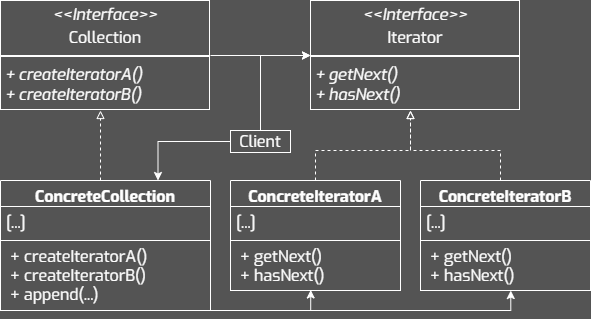 <<Interface>>
Collection
+ createIteratorA()
+ createIteratorB()
<<Interface>>
Iterator
+ getNext()
+ hasNext()
Client
ConcreteCollection
[...]
+ createIteratorA()
+ createIteratorB()
+ append(...)
ConcreteIteratorA
[...]
+ getNext()
+ hasNext()
ConcreteIteratorB
[...]
+ getNext()
+ hasNext()